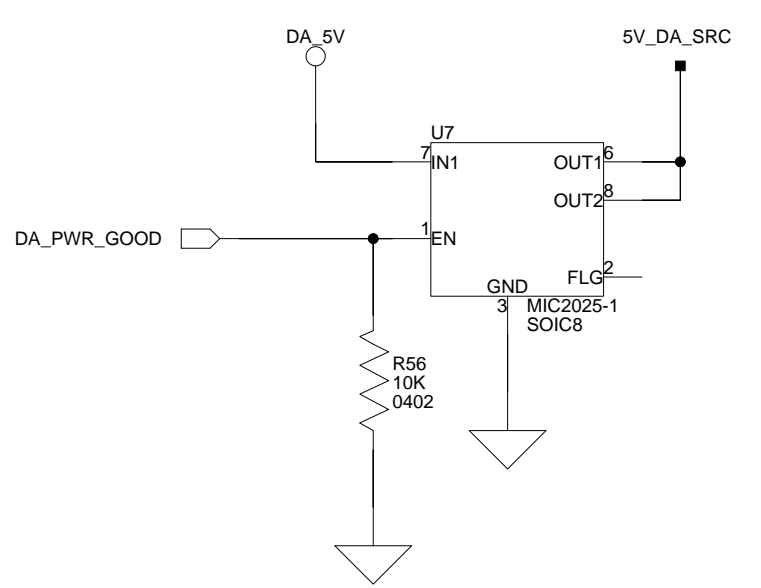 DA_5V
5V_DA_SRC
U7
7
IN1
OUT1
6
OUT2
8
DA_PWR_GOOD
1
EN
FLG
2
GND
3
MIC2025-1
SOIC8
R56
10K
0402